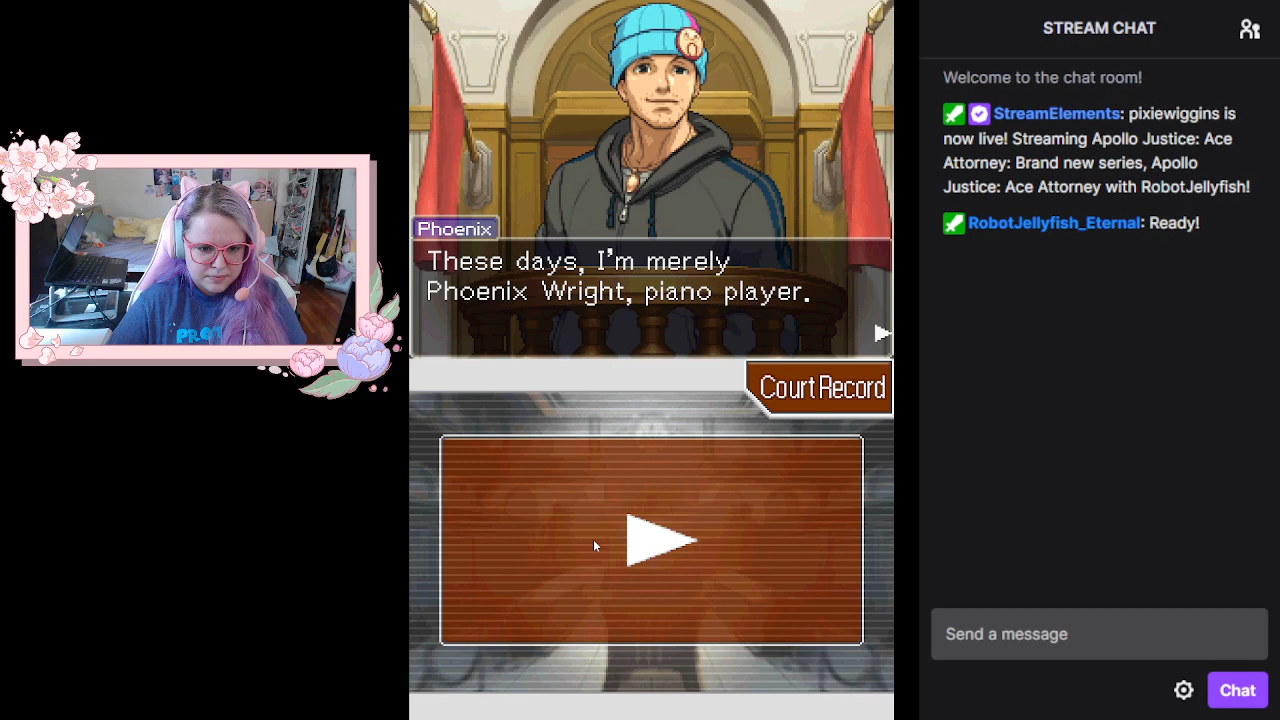 STREAM CHAT
Welcome to the chat room!
StreamElements: pixiewiggins is
now live! Streaming Apollo Justice: Ace
Attorney: Brand new series, Apollo
Justice: Ace Attorney with RobotJellyfish!
RobotJellyfish_Eternal: Ready!
Phoenix
These days, I'm merely
Phoenix Wright, piano player.
Court Record
Send a message
Chat